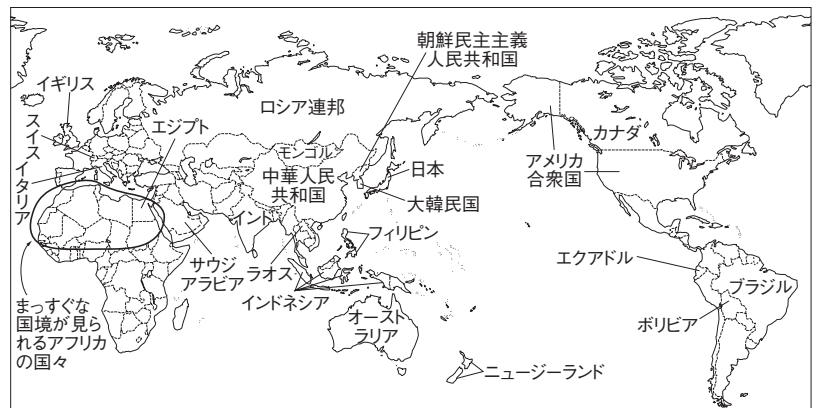 朝鮮民主主義
人民共和国
イギリス
スイス
イタリア
エジプト
ロシア連邦
モンゴル
中華人民
共和国
日本
大韓民国
インド
フィリピン
サウジ
アラビア
ラオス
インドネシア
オースト
ラリア
ニュージーランド
カナダ
アメリカ
合衆国
エクアドル
ブラジル
ボリビア
まっすぐな
国境が見ら
れるアフリカ
の国々